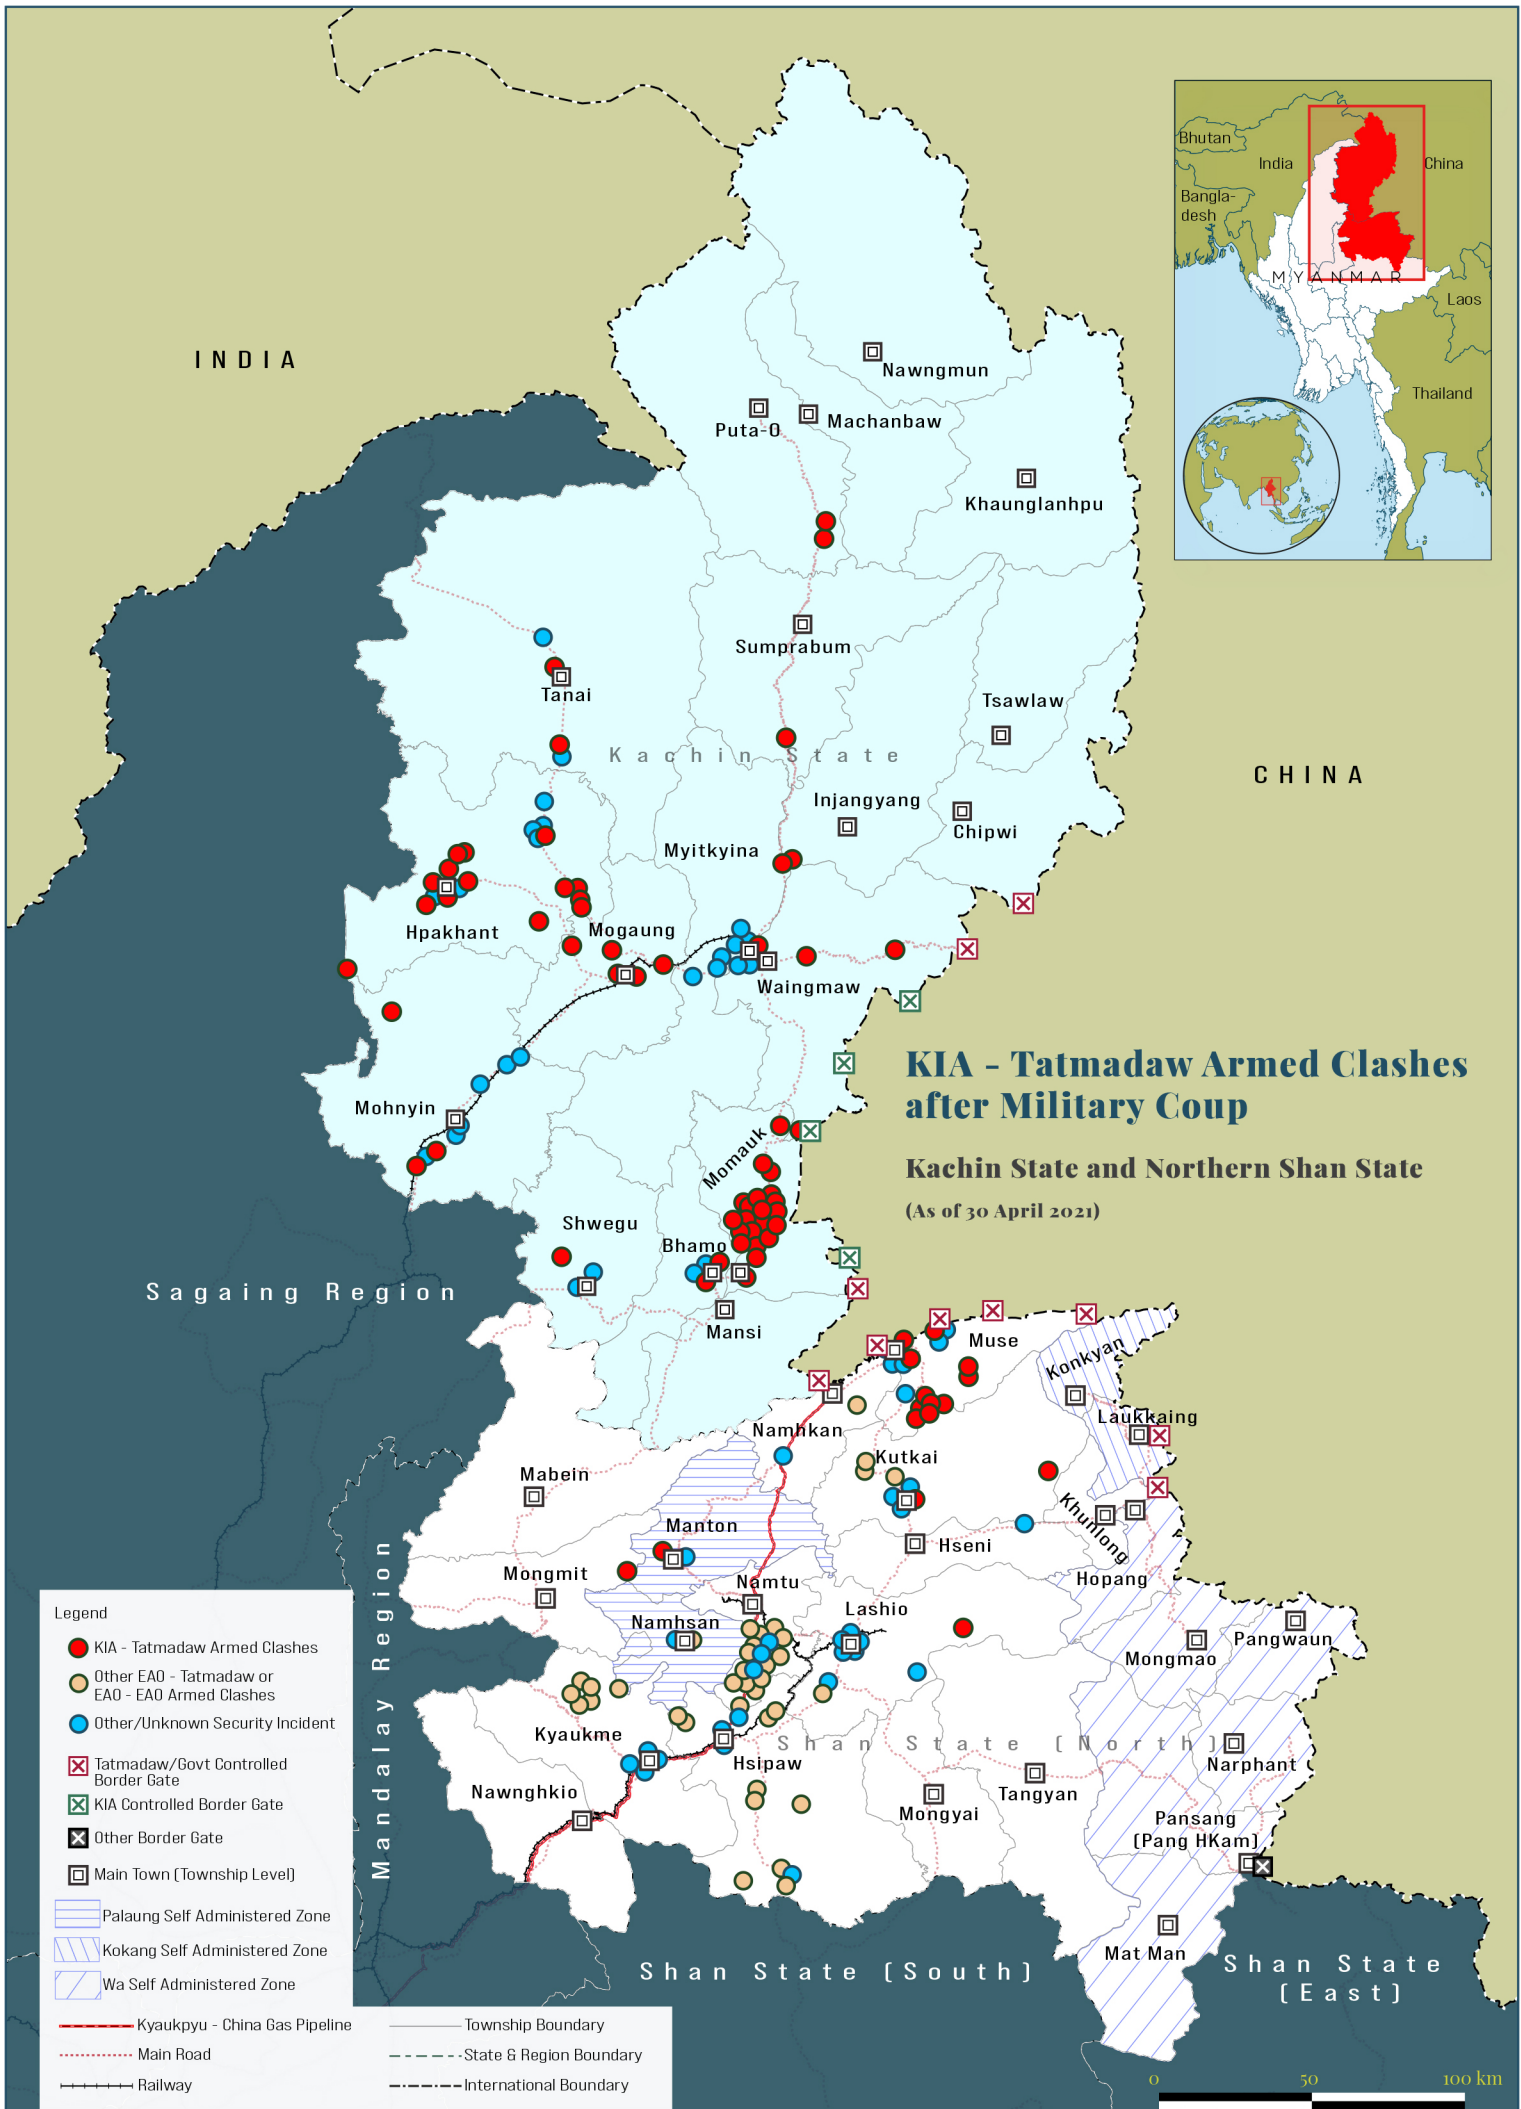 Bhutan
India
China
Bangla-
desh
MYANMAR
Laos
Thailand
INDIA
Nawngmun
Puta-O
Machanbaw
Khaunglanhpu
Sumprabum
Tanai
Tsawlaw
Kachin State
CHINA
Injangyang
Chipwi
Myitkyina
Hpakhant
Mogaung
Waingmaw
KIA - Tatmadaw Armed Clashes
after Military Coup
Kachin State and Northern Shan State
(As of 30 April 2021)
Mohnyin
Momauk
Shwegu
Bhamo
Sagaing Region
Mansi
Muse
Konkyan
Laukkaing
Namhkan
Kutkai
Mabein
Khunlong
Manton
Hseni
Mongmit
Namtu
Hopang
Lashio
Namhsan
Pangwaun
Mongmao
Mandalay Region
Kyaukme
Shan State (North)
Hsipaw
Narphant
Nawnghkio
Tangyan
Mongyai
Pansang
(Pang HKam)
Mat Man
Shan State (South)
Shan State
(East)
Legend
KIA - Tatmadaw Armed Clashes
Other EAO - Tatmadaw or
EAO - EAO Armed Clashes
Other/Unknown Security Incident
Tatmadaw/Govt Controlled
Border Gate
KIA Controlled Border Gate
Other Border Gate
Main Town (Township Level)
Palaung Self Administered Zone
Kokang Self Administered Zone
Wa Self Administered Zone
Kyaukpyu - China Gas Pipeline
Main Road
Railway
Township Boundary
State & Region Boundary
International Boundary
0 50 100 km